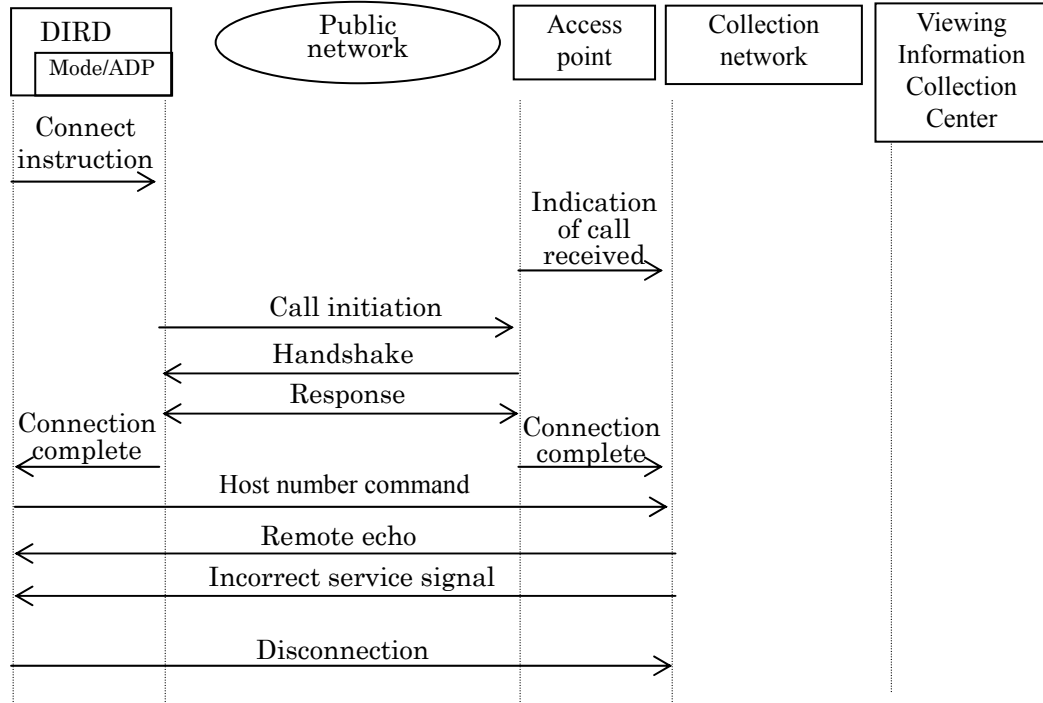 DIRD
Mode/ADP
Public
network
Access
point
Collection
network
Viewing
Information
Collection
Center
Connect
instruction
Indication
of call
received
Call initiation
Handshake
Response
Connection
complete
Connection
complete
Host number command
Remote echo
Incorrect service signal
Disconnection